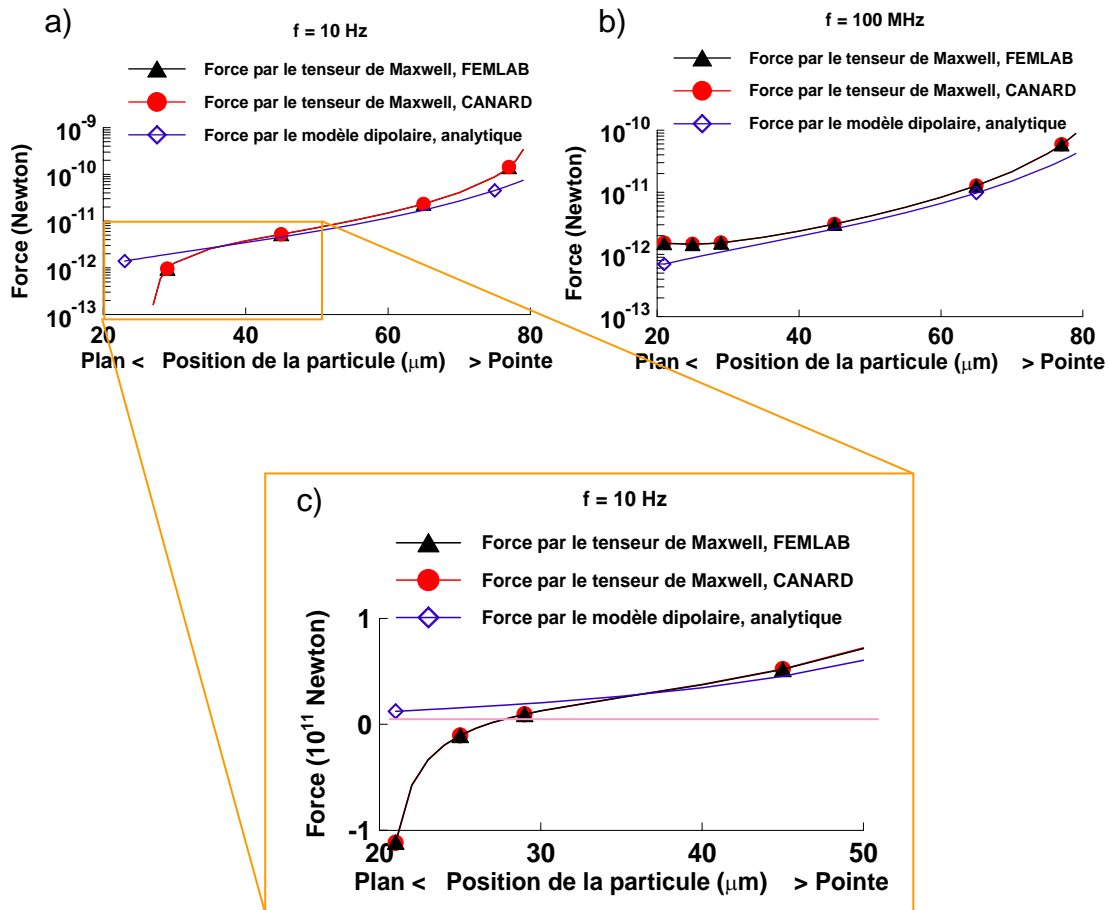 a)
f = 10 Hz
Force par le tenseur de Maxwell, FEMLAB
Force par le tenseur de Maxwell, CANARD
Force par le modèle dipolaire, analytique
Force (Newton)
10⁻⁹
10⁻¹⁰
10⁻¹¹
10⁻¹²
10⁻¹³
20 40 60 80
Plan < Position de la particule (μm) > Pointe
b)
f = 100 MHz
Force par le tenseur de Maxwell, FEMLAB
Force par le tenseur de Maxwell, CANARD
Force par le modèle dipolaire, analytique
Force (Newton)
10⁻¹⁰
10⁻¹¹
10⁻¹²
10⁻¹³
20 40 60 80
Plan < Position de la particule (μm) > Pointe
c)
f = 10 Hz
Force par le tenseur de Maxwell, FEMLAB
Force par le tenseur de Maxwell, CANARD
Force par le modèle dipolaire, analytique
Force (10¹¹ Newton)
1
0
-1
20 30 40 50
Plan < Position de la particule (μm) > Pointe